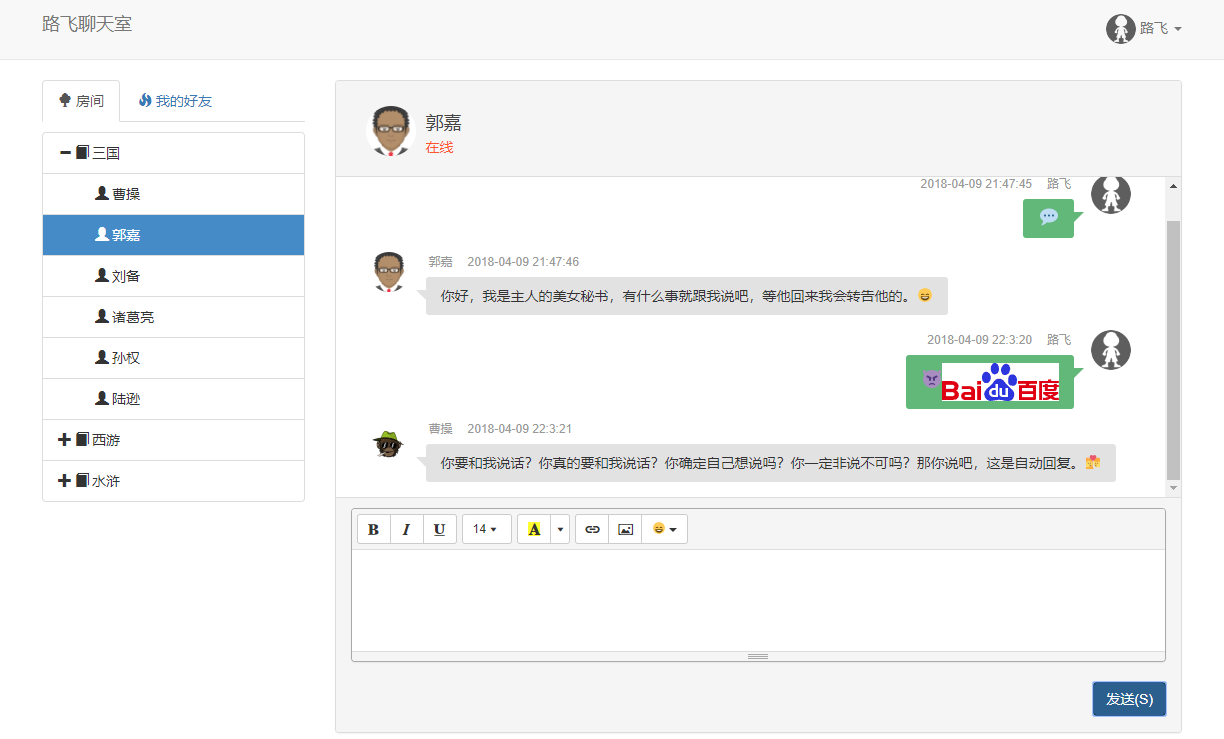 路飞聊天室
路飞
房间 我的好友
三国
曹操
郭嘉
刘备
诸葛亮
孙权
陆逊
西游
水浒
郭嘉
在线
2018-04-09 21:47:45 路飞
郭嘉 2018-04-09 21:47:46
你好，我是主人的美女秘书，有什么事就跟我说吧，等他回来我会转告他的。
2018-04-09 22:3:20 路飞
Bai du 百度
曹操 2018-04-09 22:3:21
你要和我说话？你真的要和我说话？你确定自己想说吗？你一定非说不可吗？那你说吧，这是自动回复。
B I U 14 A
发送(S)